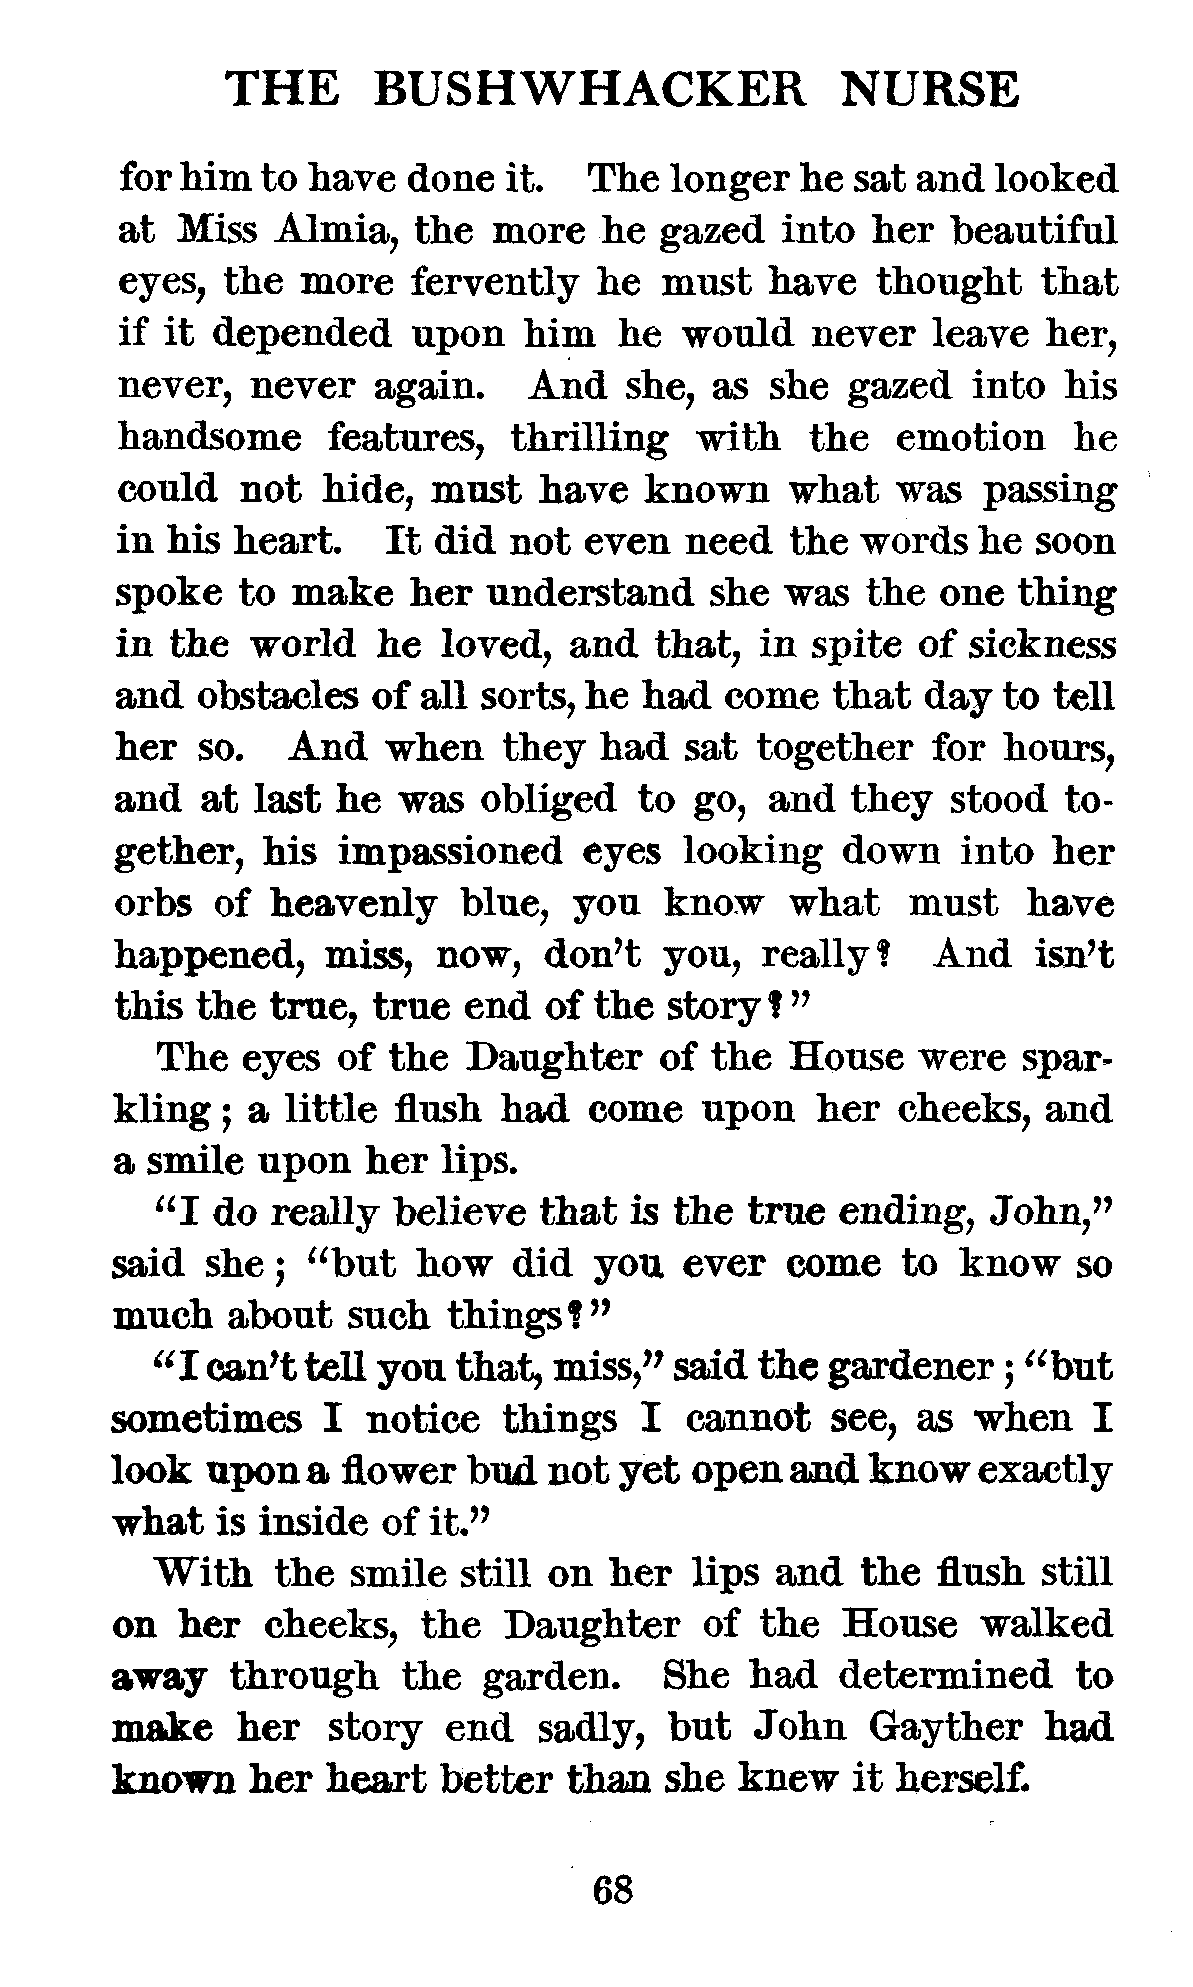 THE BUSHWHACKER NURSE
for him to have done it. The longer he sat and looked
at Miss Almia, the more he gazed into her beautiful
eyes, the more fervently he must have thought that
if it depended upon him he would never leave her,
never, never again. And she, as she gazed into his
handsome features, thrilling with the emotion he
could not hide, must have known what was passing
in his heart. It did not even need the words he soon
spoke to make her understand she was the one thing
in the world he loved, and that, in spite of sickness
and obstacles of all sorts, he had come that day to tell
her so. And when they had sat together for hours,
and at last he was obliged to go, and they stood to-
gether, his impassioned eyes looking down into her
orbs of heavenly blue, you know what must have
happened, miss, now, don't you, really? And isn't
this the true, true end of the story?"
The eyes of the Daughter of the House were spar-
kling; a little flush had come upon her cheeks, and
a smile upon her lips.
"I do really believe that is the true ending, John,"
said she; "but how did you ever come to know so
much about such things?"
"I can't tell you that, miss," said the gardener; "but
sometimes I notice things I cannot see, as when I
look upon a flower bud not yet open and know exactly
what is inside of it."
With the smile still on her lips and the flush still
on her cheeks, the Daughter of the House walked
away through the garden. She had determined to
make her story end sadly, but John Gayther had
known her heart better than she knew it herself.
68